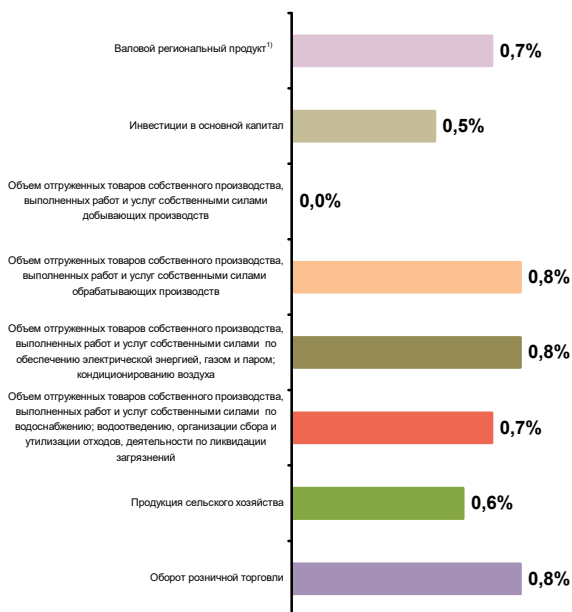 Валовой региональный продукт1)
0,7%
Инвестиции в основной капитал
0,5%
Объем отгруженных товаров собственного производства,
выполненных работ и услуг собственными силами
добывающих производств
0,0%
Объем отгруженных товаров собственного производства,
выполненных работ и услуг собственными силами
обрабатывающих производств
0,8%
Объем отгруженных товаров собственного производства,
выполненных работ и услуг собственными силами по
обеспечению электрической энергией, газом и паром;
кондиционированию воздуха
0,8%
Объем отгруженных товаров собственного производства,
выполненных работ и услуг собственными силами по
водоснабжению; водоотведению, организации сбора и
утилизации отходов, деятельности по ликвидации
загрязнений
0,7%
Продукция сельского хозяйства
0,6%
Оборот розничной торговли
0,8%